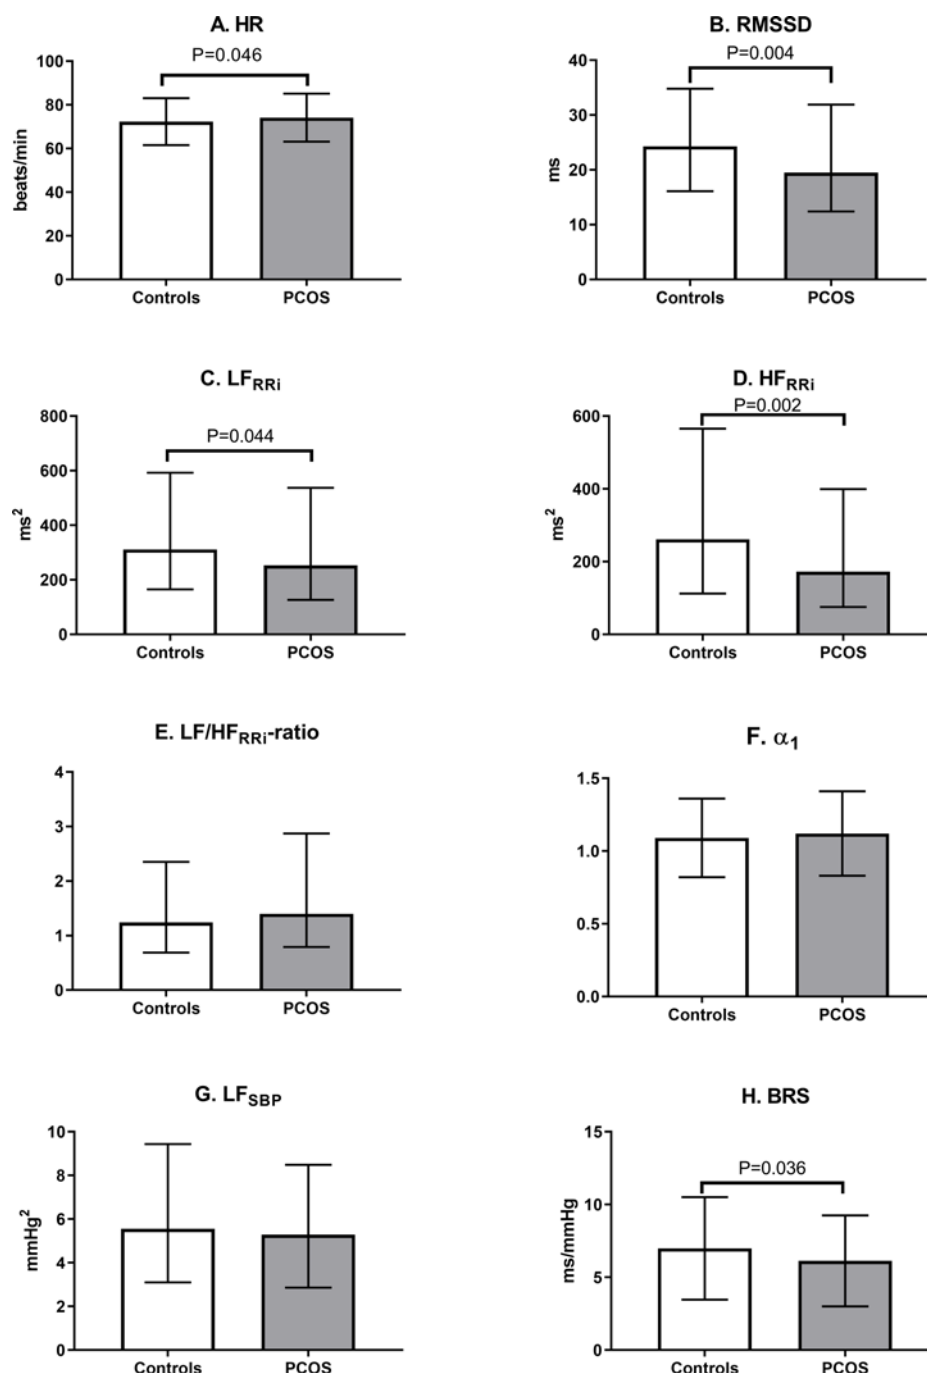 A. HR
P=0.046
beats/min
100
80
60
40
20
0
Controls PCOS
B. RMSSD
P=0.004
ms
40
30
20
10
0
Controls PCOS
C. LF_RRi
P=0.044
ms²
800
600
400
200
0
Controls PCOS
D. HF_RRi
P=0.002
ms²
600
400
200
0
Controls PCOS
E. LF/HF_RRi-ratio
4
3
2
1
0
Controls PCOS
F. α₁
1.5
1.0
0.5
0.0
Controls PCOS
G. LF_SBP
mmHg²
10
8
6
4
2
0
Controls PCOS
H. BRS
P=0.036
ms/mmHg
15
10
5
0
Controls PCOS